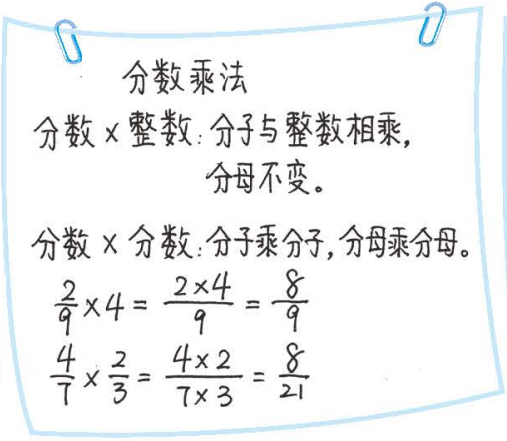 分数乘法
分数×整数:分子与整数相乘,
分母不变。
分数×分数:分子乘分子,分母乘分母。
2/9×4=2×4/9=8/9
4/7×2/3=4×2/7×3=8/21